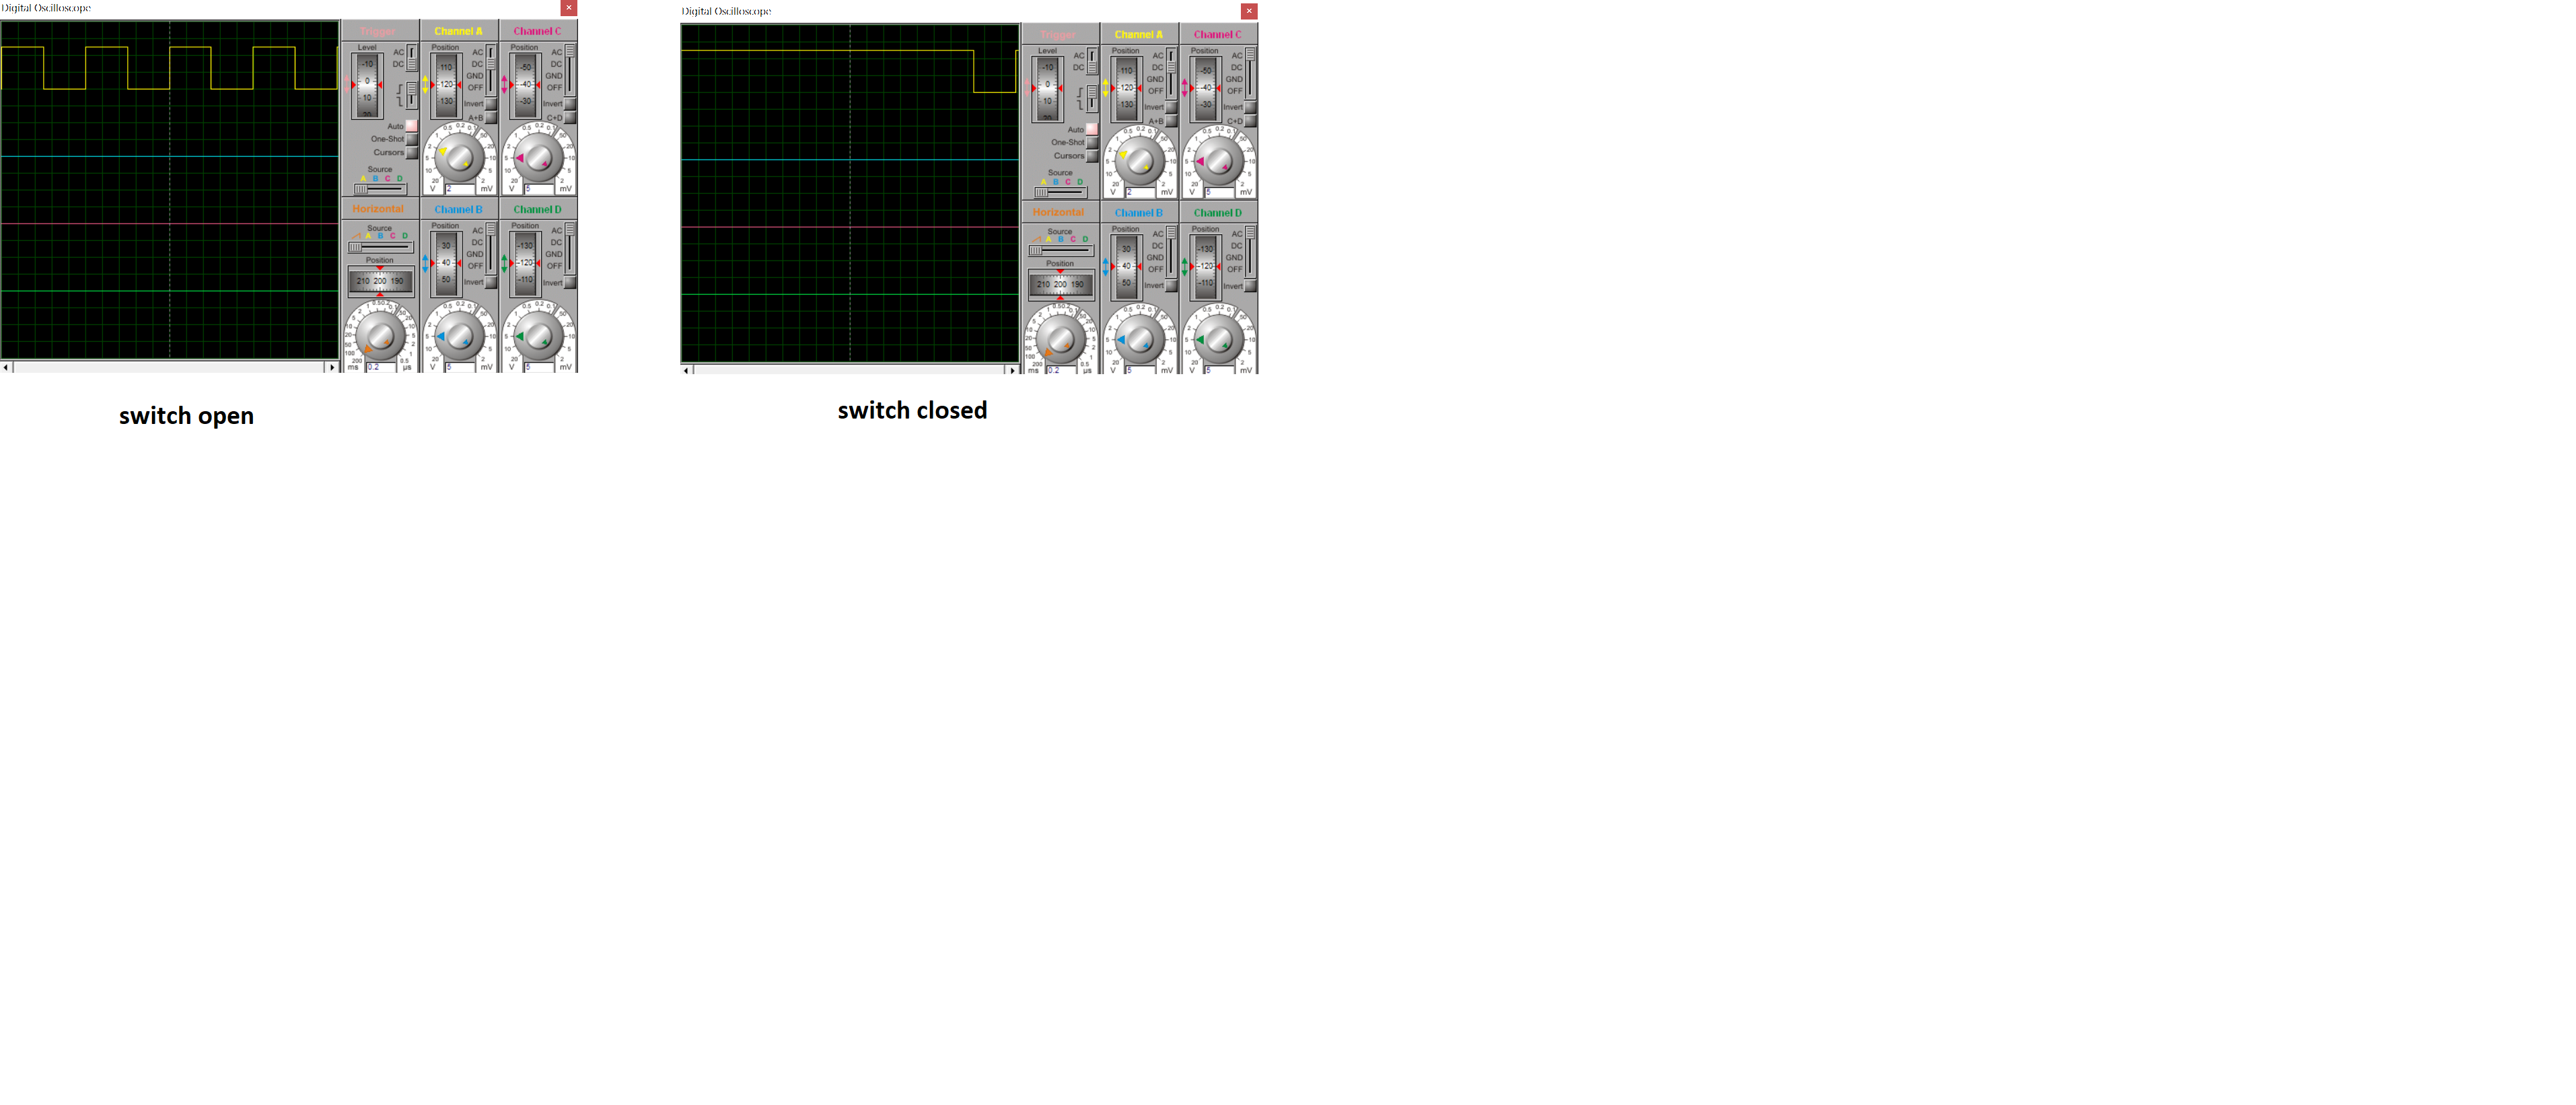 Digital Oscilloscope
Trigger
Channel A
Channel C
Level
Position
Position
AC
DC
AC
DC
GND
OFF
AC
DC
GND
OFF
-10
0
10
110
120
130
-50
-40
-30
Invert
A+B
C+D
Auto
One-Shot
Cursors
Source
A B C D
V 2 mV
V 5 mV
Horizontal
Channel B
Channel D
Source
A B C D
Position
210 200 190
Position
30
40
50
AC
DC
GND
OFF
Invert
Position
-130
-120
-110
AC
DC
GND
OFF
Invert
ms 0.2 µs
V 5 mV
V 5 mV
switch open
Digital Oscilloscope
Trigger
Channel A
Channel C
Level
Position
Position
AC
DC
AC
DC
GND
OFF
AC
DC
GND
OFF
-10
0
10
110
120
130
-50
-40
-30
Invert
A+B
C+D
Auto
One-Shot
Cursors
Source
A B C D
V 2 mV
V 5 mV
Horizontal
Channel B
Channel D
Source
A B C D
Position
210 200 190
Position
30
40
50
AC
DC
GND
OFF
Invert
Position
-130
-120
-110
AC
DC
GND
OFF
Invert
ms 0.2 µs
V 5 mV
V 5 mV
switch closed